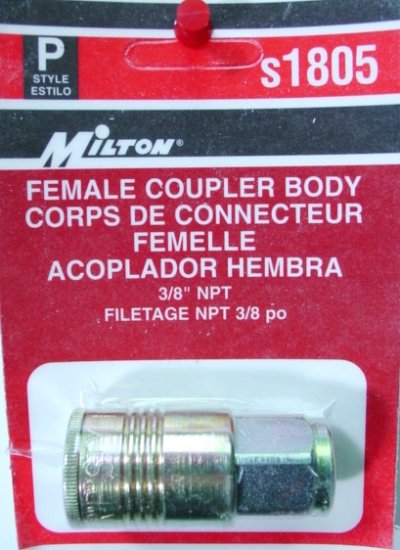 P
STYLE
ESTILO
s1805
MILTON®
FEMALE COUPLER BODY
CORPS DE CONNECTEUR
FEMELLE
ACOPLADOR HEMBRA
3/8" NPT
FILETAGE NPT 3/8 po